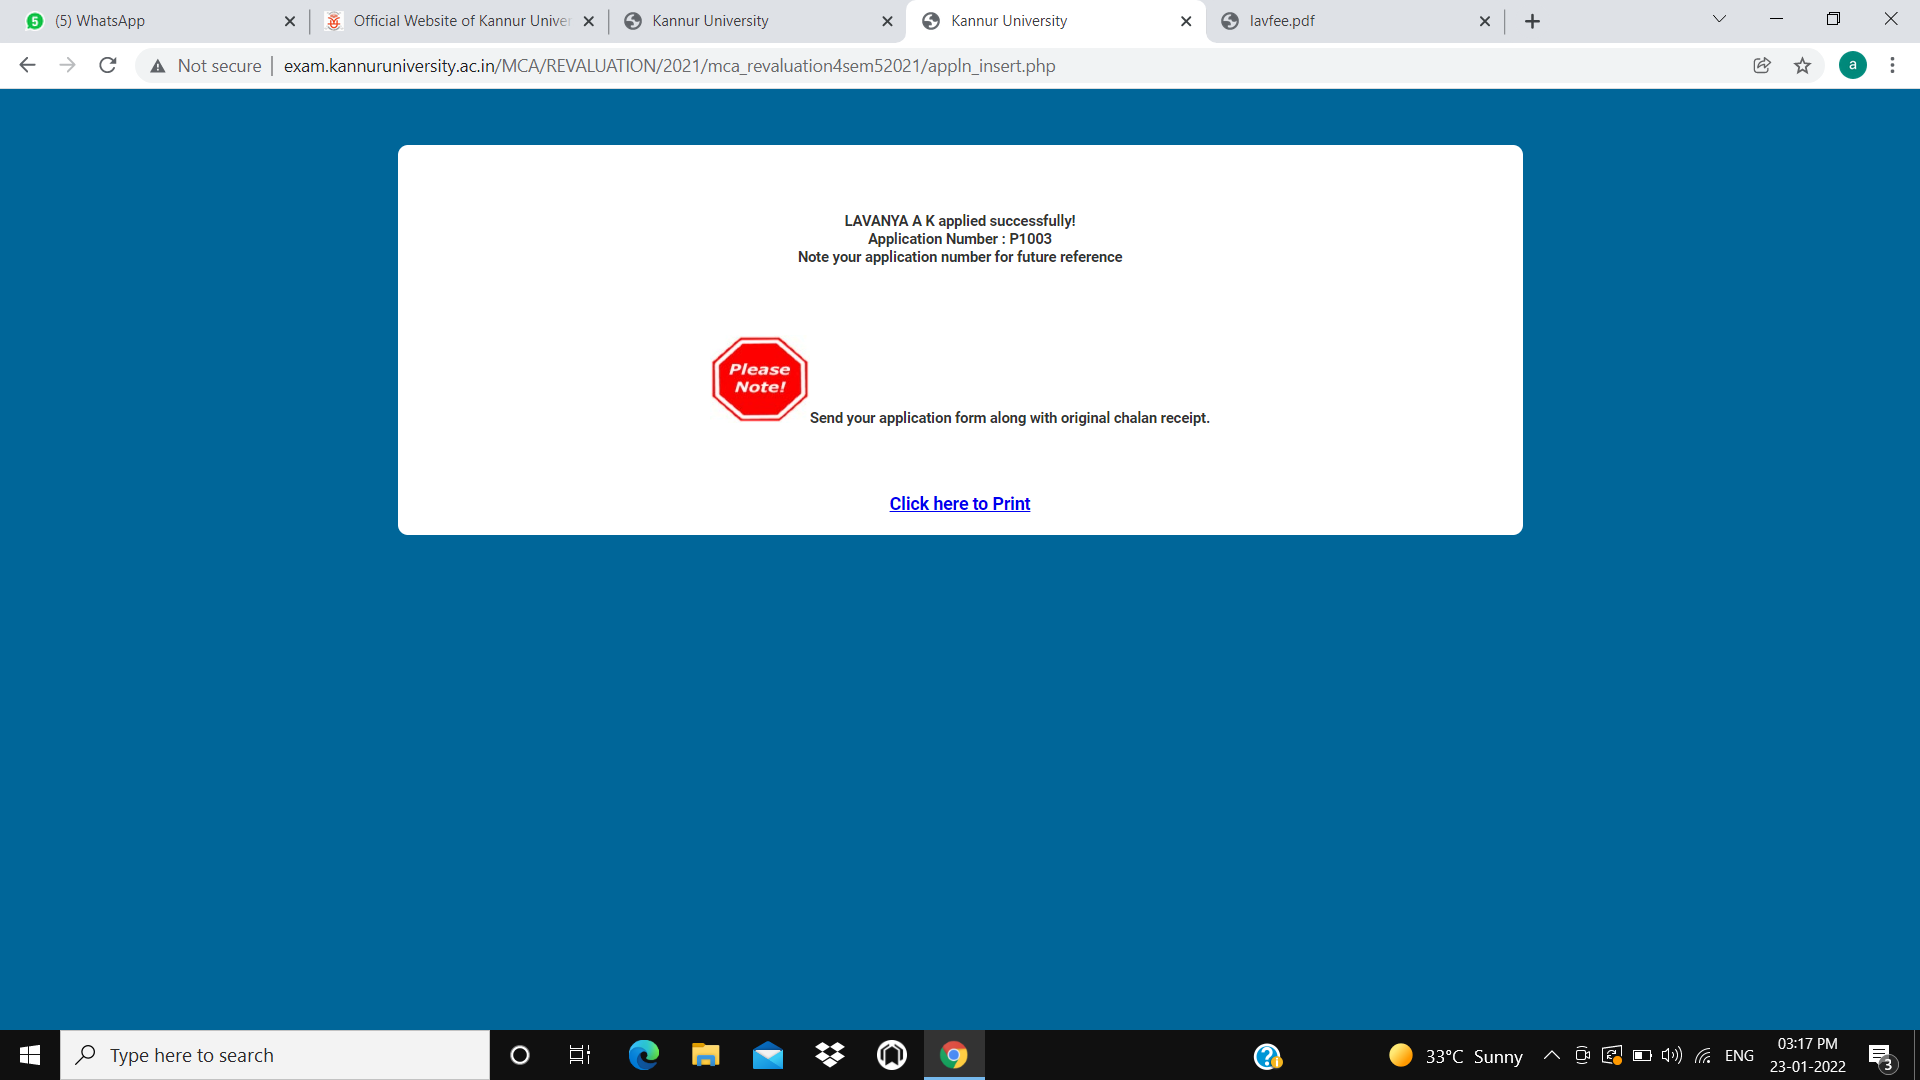 5 (5) WhatsApp
Official Website of Kannur Univer
Kannur University
Kannur University
lavfee.pdf
Not secure | exam.kannuruniversity.ac.in/MCA/REVALUATION/2021/mca_revaluation4sem52021/appln_insert.php
a
LAVANYA A K applied successfully!
Application Number : P1003
Note your application number for future reference
Please
Note!
Send your application form along with original chalan receipt.
Click here to Print
Type here to search
33°C Sunny
ENG
03:17 PM
23-01-2022
3